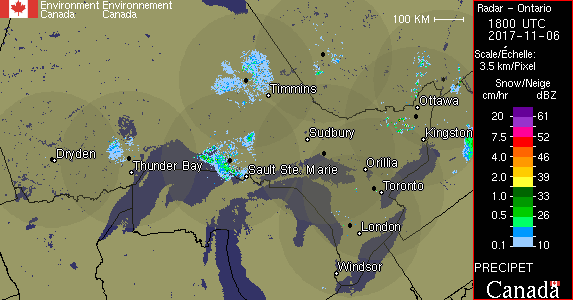 Environment Environnement
Canada Canada
100 KM
Timmins
Ottawa
Sudbury
Kingston
Dryden
Thunder Bay
Sault Ste. Marie
Orillia
Toronto
London
Windsor
Radar - Ontario
1800 UTC
2017-11-06
Scale/Échelle:
3.5 km/Pixel
Snow/Neige
cm/hr dBZ
20 61
7.5 52
4.0 46
2.0 39
1.0 33
0.5 26
0.1 10
PRECIPET
Canada